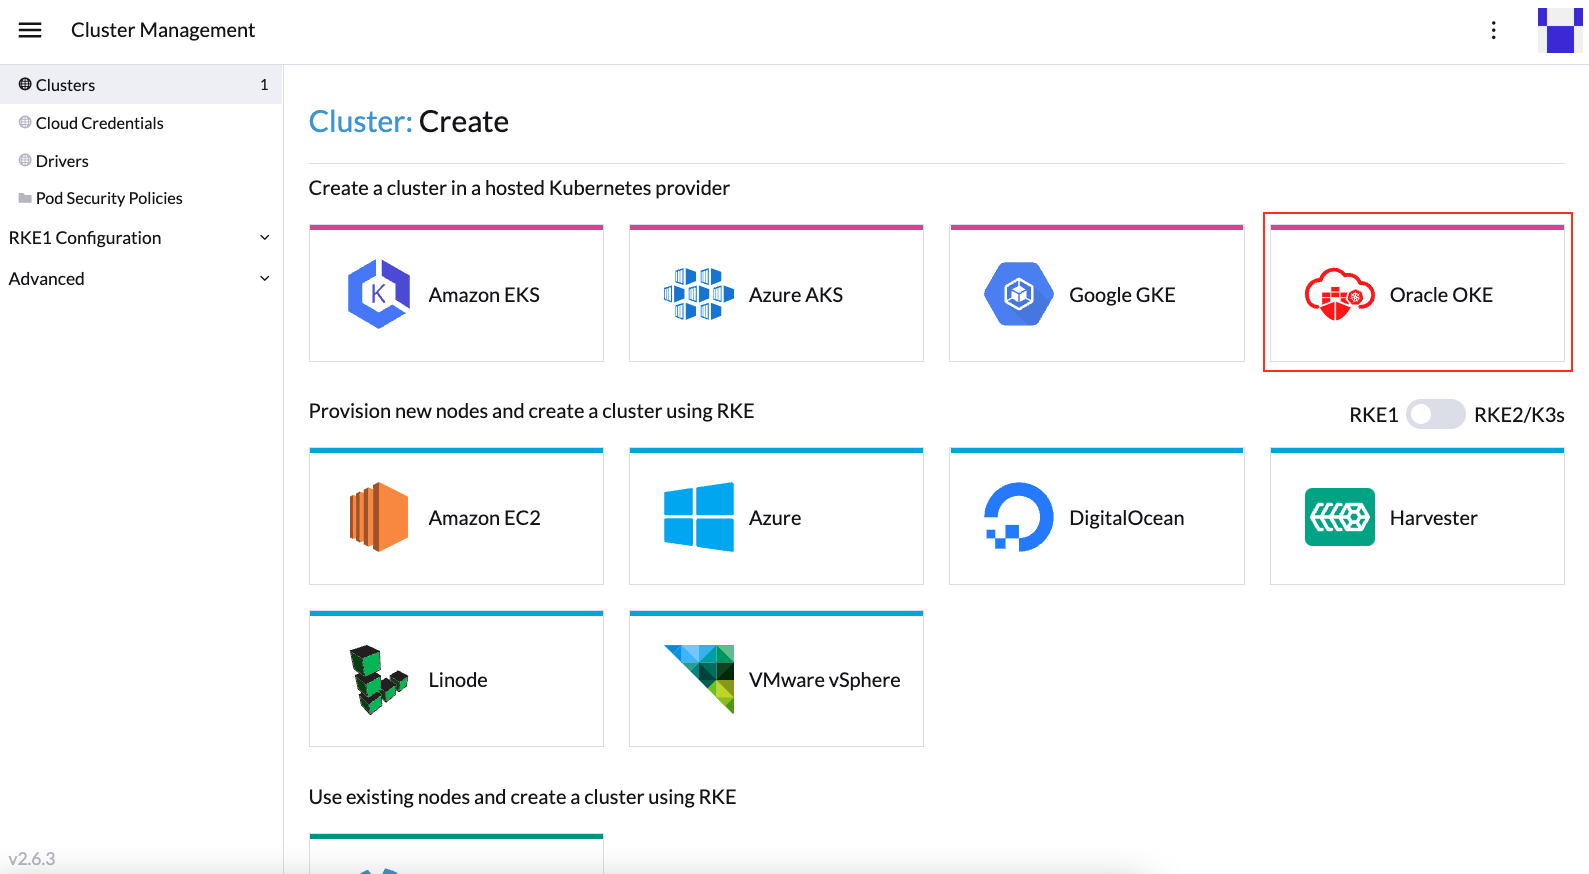 Cluster Management
Clusters 1
Cloud Credentials
Drivers
Pod Security Policies
RKE1 Configuration
Advanced
v2.6.3
Cluster: Create
Create a cluster in a hosted Kubernetes provider
K
Amazon EKS
Azure AKS
Google GKE
Oracle OKE
Provision new nodes and create a cluster using RKE
RKE1 RKE2/K3s
Amazon EC2
Azure
DigitalOcean
Harvester
Linode
VMware vSphere
Use existing nodes and create a cluster using RKE